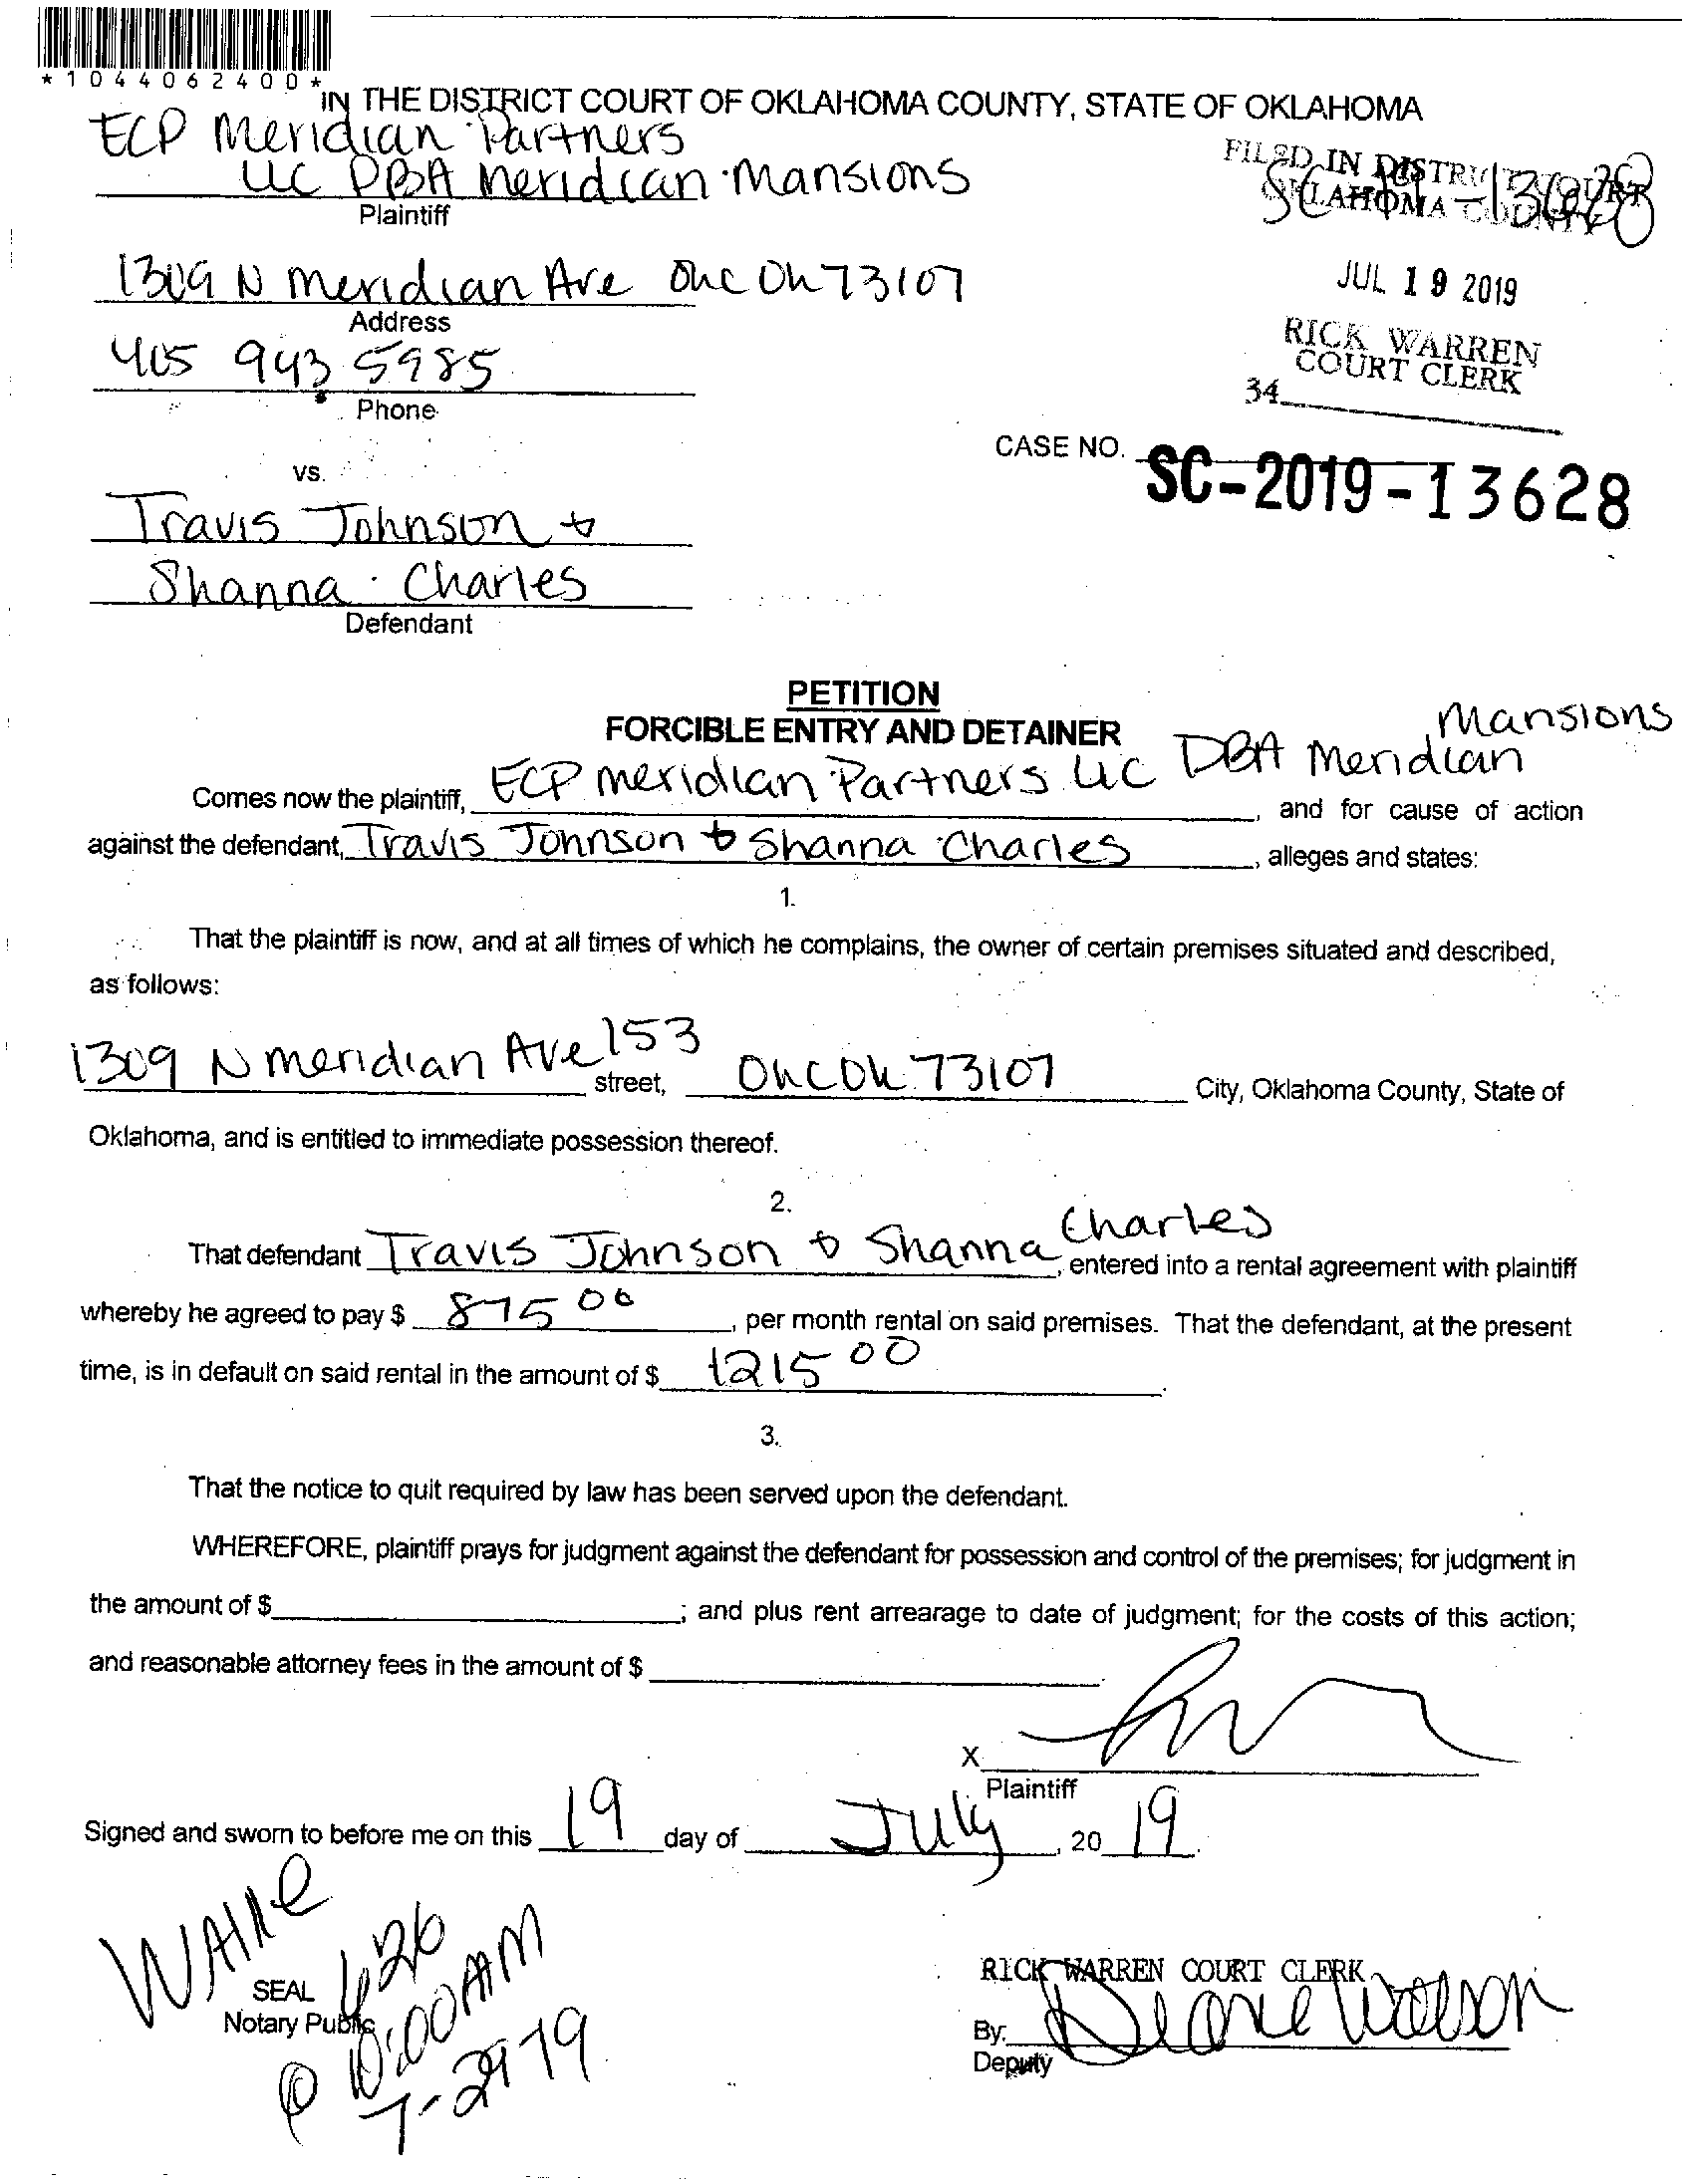 *1044062400*
IN THE DISTRICT COURT OF OKLAHOMA COUNTY, STATE OF OKLAHOMA
ECP Meridian Partners
LLC DBA Meridian Mansions
Plaintiff
FILED IN DISTRICT COURT
OKLAHOMA COUNTY
SC 19-13628
1309 N Meridian Ave OKC OK 73107
Address
JUL 19 2019
405 943 5985
Phone
RICK WARREN
COURT CLERK
34
vs.
CASE NO. SC-2019-13628
Travis Johnson &
Shanna Charles
Defendant
PETITION
FORCIBLE ENTRY AND DETAINER
Comes now the plaintiff, ECP Meridian Partners LLC DBA Meridian Mansions, and for cause of action
against the defendant, Travis Johnson & Shanna Charles, alleges and states:
1.
That the plaintiff is now, and at all times of which he complains, the owner of certain premises situated and described,
as follows:
1309 N Meridian Ave 153 street, OKC OK 73107 City, Oklahoma County, State of
Oklahoma, and is entitled to immediate possession thereof.
2.
That defendant Travis Johnson & Shanna Charles, entered into a rental agreement with plaintiff
whereby he agreed to pay $ 875 00, per month rental on said premises. That the defendant, at the present
time, is in default on said rental in the amount of $ 1215 00.
3.
That the notice to quit required by law has been served upon the defendant.
WHEREFORE, plaintiff prays for judgment against the defendant for possession and control of the premises; for judgment in
the amount of $ ; and plus rent arrearage to date of judgment; for the costs of this action;
and reasonable attorney fees in the amount of $
X
Plaintiff
Signed and sworn to before me on this 19 day of July, 20 19.
SEAL
Notary Public
626
@ 10:00 AM
7-29-19
RICK WARREN COURT CLERK
By:
Deputy